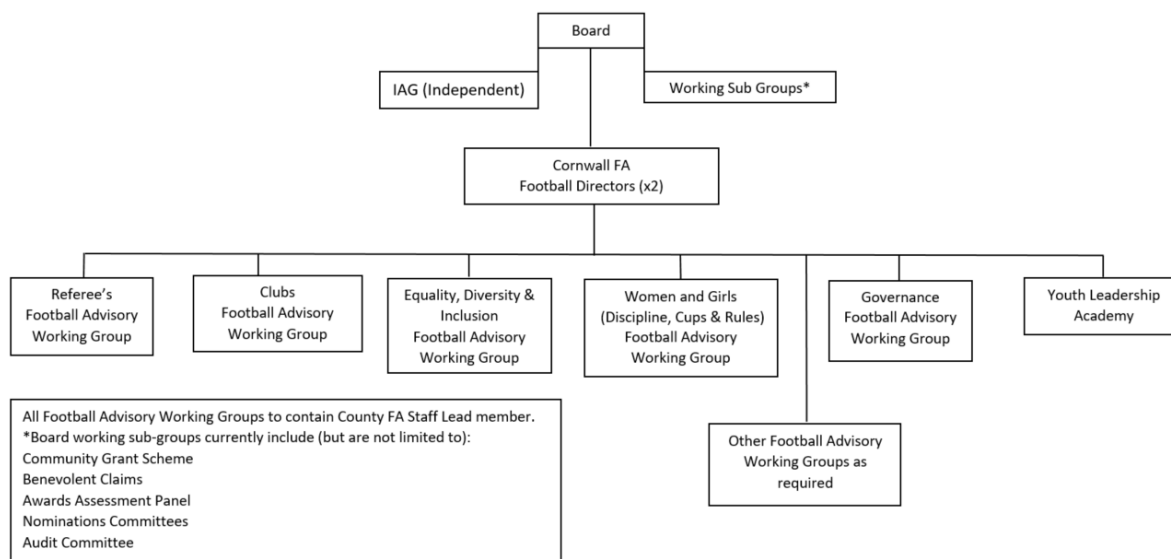 Board
IAG (Independent)
Working Sub Groups*
Cornwall FA
Football Directors (x2)
Referee's
Football Advisory
Working Group
Clubs
Football Advisory
Working Group
Equality, Diversity &
Inclusion
Football Advisory
Working Group
Women and Girls
(Discipline, Cups & Rules)
Football Advisory
Working Group
Governance
Football Advisory
Working Group
Youth Leadership
Academy
Other Football Advisory
Working Groups as
required
All Football Advisory Working Groups to contain County FA Staff Lead member.
*Board working sub-groups currently include (but are not limited to):
Community Grant Scheme
Benevolent Claims
Awards Assessment Panel
Nominations Committees
Audit Committee